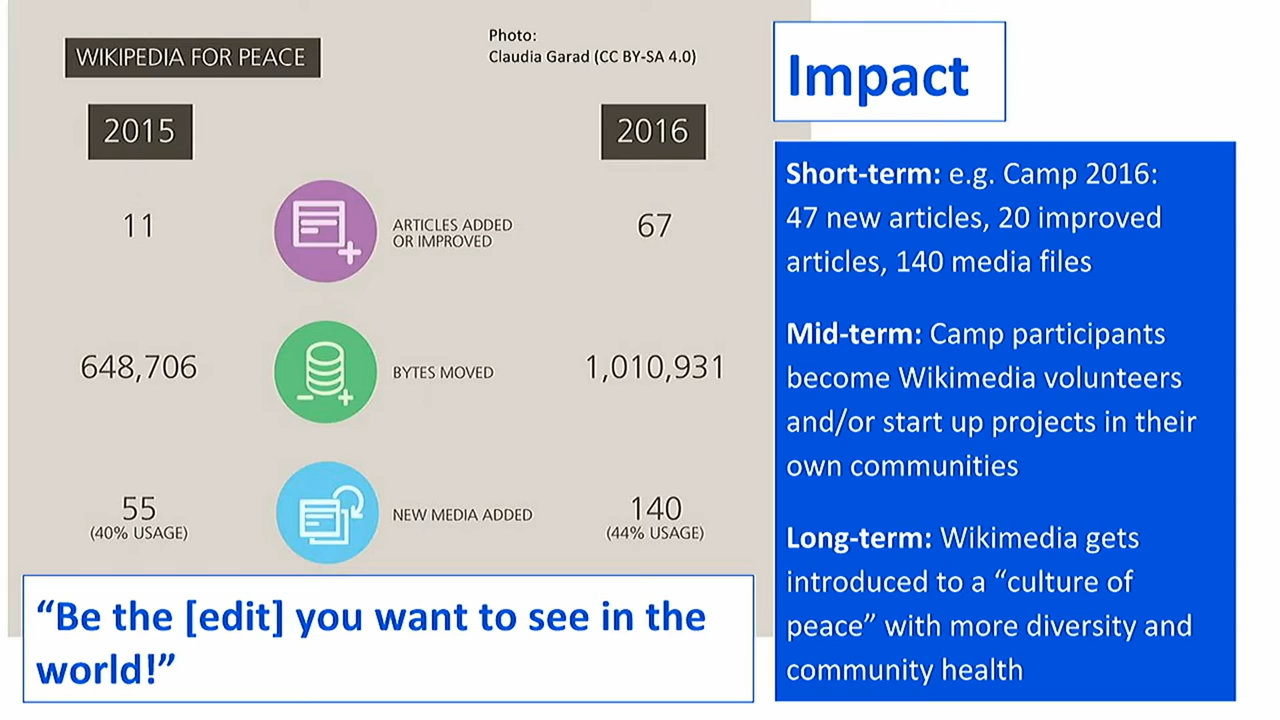 WIKIPEDIA FOR PEACE
Photo:
Claudia Garad (CC BY-SA 4.0)
2015
2016
11
ARTICLES ADDED
OR IMPROVED
67
648,706
BYTES MOVED
1,010,931
55
(40% USAGE)
NEW MEDIA ADDED
140
(44% USAGE)
“Be the [edit] you want to see in the
world!”
Impact
Short-term: e.g. Camp 2016:
47 new articles, 20 improved
articles, 140 media files
Mid-term: Camp participants
become Wikimedia volunteers
and/or start up projects in their
own communities
Long-term: Wikimedia gets
introduced to a “culture of
peace” with more diversity and
community health